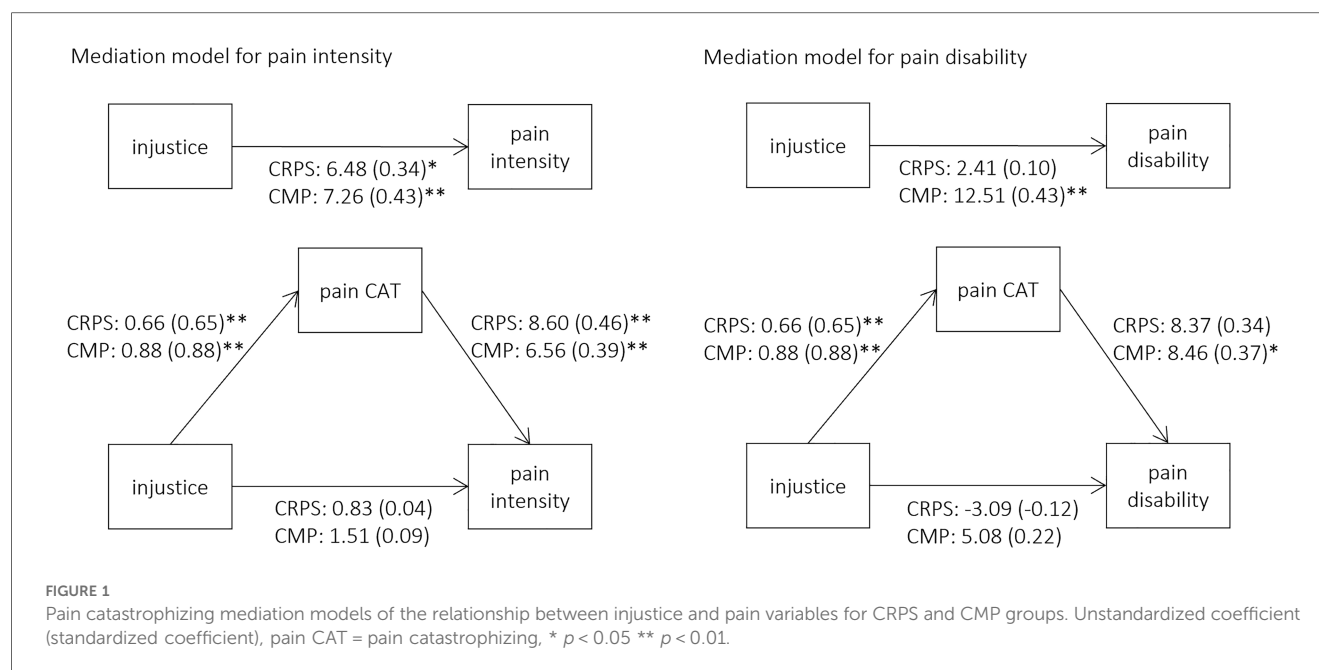 Mediation model for pain intensity
injustice
pain
intensity
CRPS: 6.48 (0.34)*
CMP: 7.26 (0.43)**
pain CAT
CRPS: 0.66 (0.65)**
CMP: 0.88 (0.88)**
CRPS: 8.60 (0.46)**
CMP: 6.56 (0.39)**
injustice
pain
intensity
CRPS: 0.83 (0.04)
CMP: 1.51 (0.09)
Mediation model for pain disability
injustice
pain
disability
CRPS: 2.41 (0.10)
CMP: 12.51 (0.43)**
pain CAT
CRPS: 0.66 (0.65)**
CMP: 0.88 (0.88)**
CRPS: 8.37 (0.34)
CMP: 8.46 (0.37)*
injustice
pain
disability
CRPS: -3.09 (-0.12)
CMP: 5.08 (0.22)
FIGURE 1
Pain catastrophizing mediation models of the relationship between injustice and pain variables for CRPS and CMP groups. Unstandardized coefficient
(standardized coefficient), pain CAT = pain catastrophizing, * p < 0.05 ** p < 0.01.